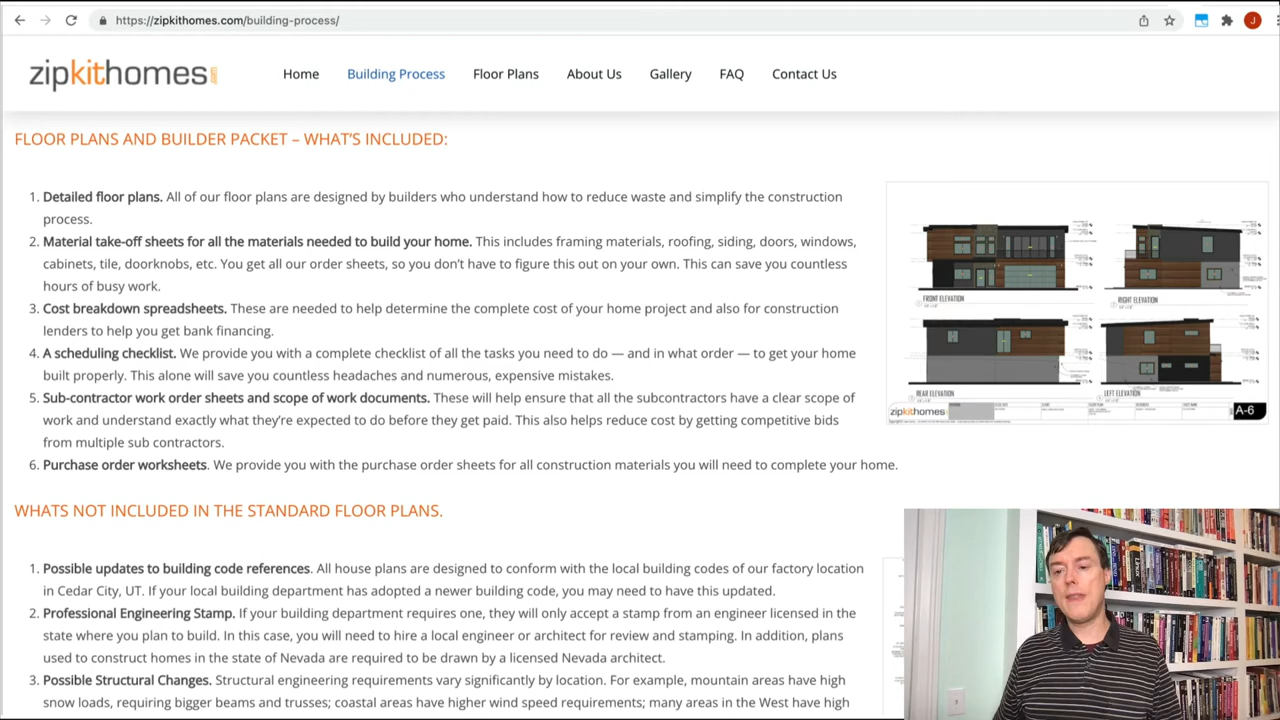 https://zipkithomes.com/building-process/
J
zipkithomes.com
Home
Building Process
Floor Plans
About Us
Gallery
FAQ
Contact Us
FLOOR PLANS AND BUILDER PACKET – WHAT'S INCLUDED:
1. Detailed floor plans. All of our floor plans are designed by builders who understand how to reduce waste and simplify the construction
process.
2. Material take-off sheets for all the materials needed to build your home. This includes framing materials, roofing, siding, doors, windows,
cabinets, tile, doorknobs, etc. You get all our order sheets, so you don't have to figure this out on your own. This can save you countless
hours of busy work.
3. Cost breakdown spreadsheets. These are needed to help determine the complete cost of your home project and also for construction
lenders to help you get bank financing.
4. A scheduling checklist. We provide you with a complete checklist of all the tasks you need to do — and in what order — to get your home
built properly. This alone will save you countless headaches and numerous, expensive mistakes.
5. Sub-contractor work order sheets and scope of work documents. These will help ensure that all the subcontractors have a clear scope of
work and understand exactly what they're expected to do before they get paid. This also helps reduce cost by getting competitive bids
from multiple sub contractors.
6. Purchase order worksheets. We provide you with the purchase order sheets for all construction materials you will need to complete your home.
FRONT ELEVATION
RIGHT ELEVATION
REAR ELEVATION
LEFT ELEVATION
zipkithomes
A-6
WHATS NOT INCLUDED IN THE STANDARD FLOOR PLANS.
1. Possible updates to building code references. All house plans are designed to conform with the local building codes of our factory location
in Cedar City, UT. If your local building department has adopted a newer building code, you may need to have this updated.
2. Professional Engineering Stamp. If your building department requires one, they will only accept a stamp from an engineer licensed in the
state where you plan to build. In this case, you will need to hire a local engineer or architect for review and stamping. In addition, plans
used to construct homes in the state of Nevada are required to be drawn by a licensed Nevada architect.
3. Possible Structural Changes. Structural engineering requirements vary significantly by location. For example, mountain areas have high
snow loads, requiring bigger beams and trusses; coastal areas have higher wind speed requirements; many areas in the West have high